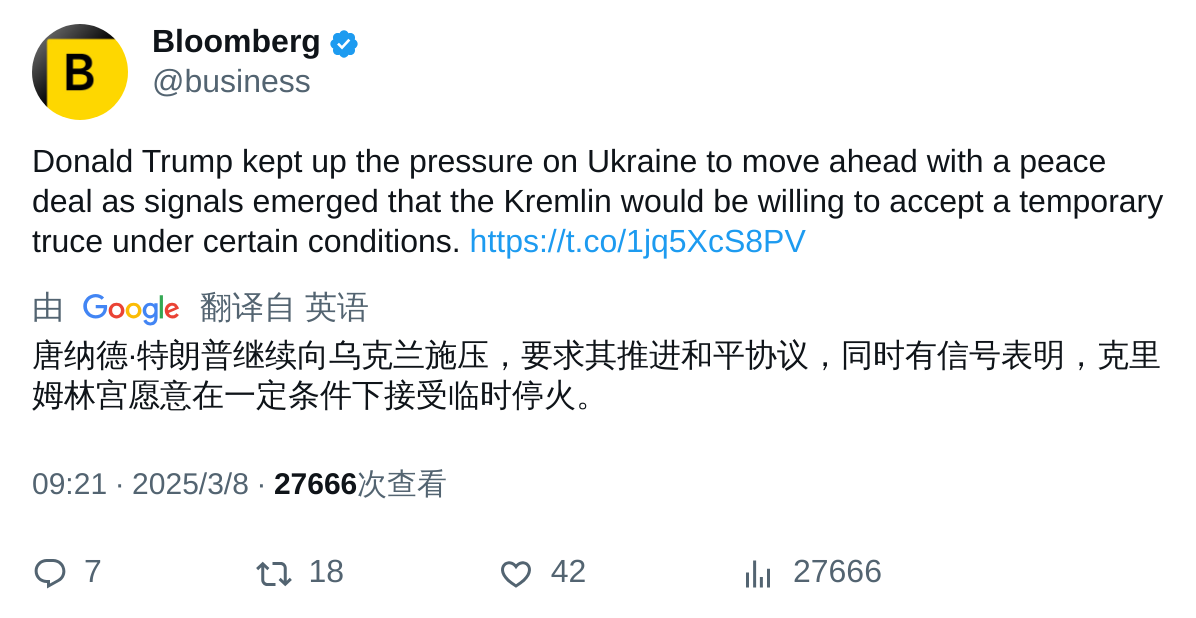 B
Bloomberg
@business
Donald Trump kept up the pressure on Ukraine to move ahead with a peace
deal as signals emerged that the Kremlin would be willing to accept a temporary
truce under certain conditions. https://t.co/1jq5XcS8PV
由 Google 翻译自 英语
唐纳德·特朗普继续向乌克兰施压，要求其推进和平协议，同时有信号表明，克里
姆林宫愿意在一定条件下接受临时停火。
09:21 · 2025/3/8 · 27666次查看
7 18 42 27666